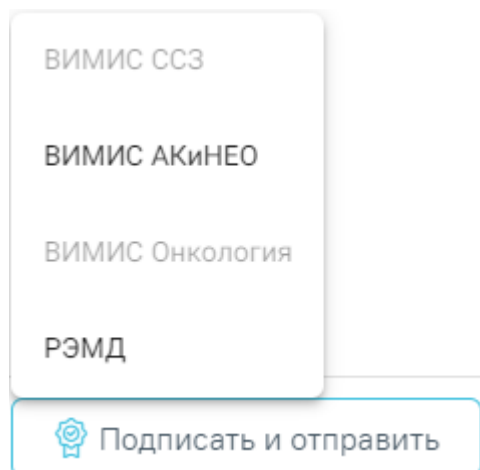 ВИМИС ССЗ
ВИМИС АКиНЕО
ВИМИС Онкология
РЭМД
Подписать и отправить